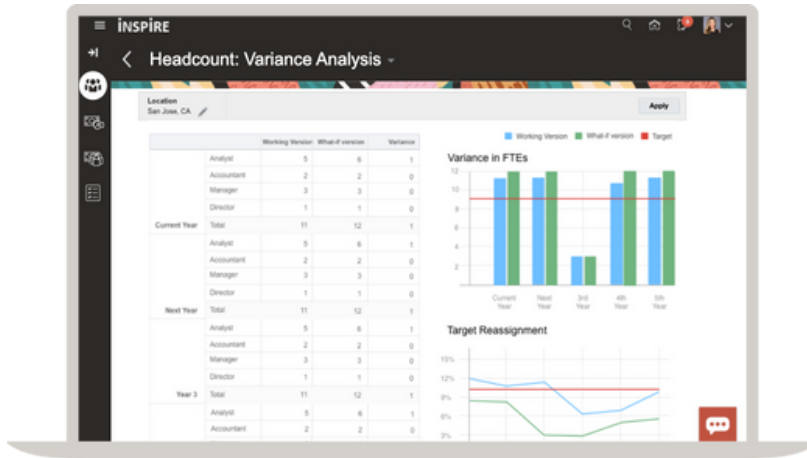 iNSPiRE
Headcount: Variance Analysis
Location
San Jose, CA
Apply
Working Version What-if version Variance
Analyst 5 6 1
Accountant 2 2 0
Manager 3 3 0
Director 1 1 0
Current Year Total 11 12 1
Analyst 5 6 1
Accountant 2 2 0
Manager 3 3 0
Director 1 1 0
Next Year Total 11 12 1
Analyst 5 6 1
Accountant 2 2 0
Manager 3 3 0
Director 1 1 0
Year 3 Total 11 12 1
Analyst 5 6 1
Accountant 2 2 0
Working Version What-if version Target
Variance in FTEs
12
10
8
6
4
2
Current Year
Next Year
3rd Year
4th Year
5th Year
Target Reassignment
15%
12%
9%
6%
3%